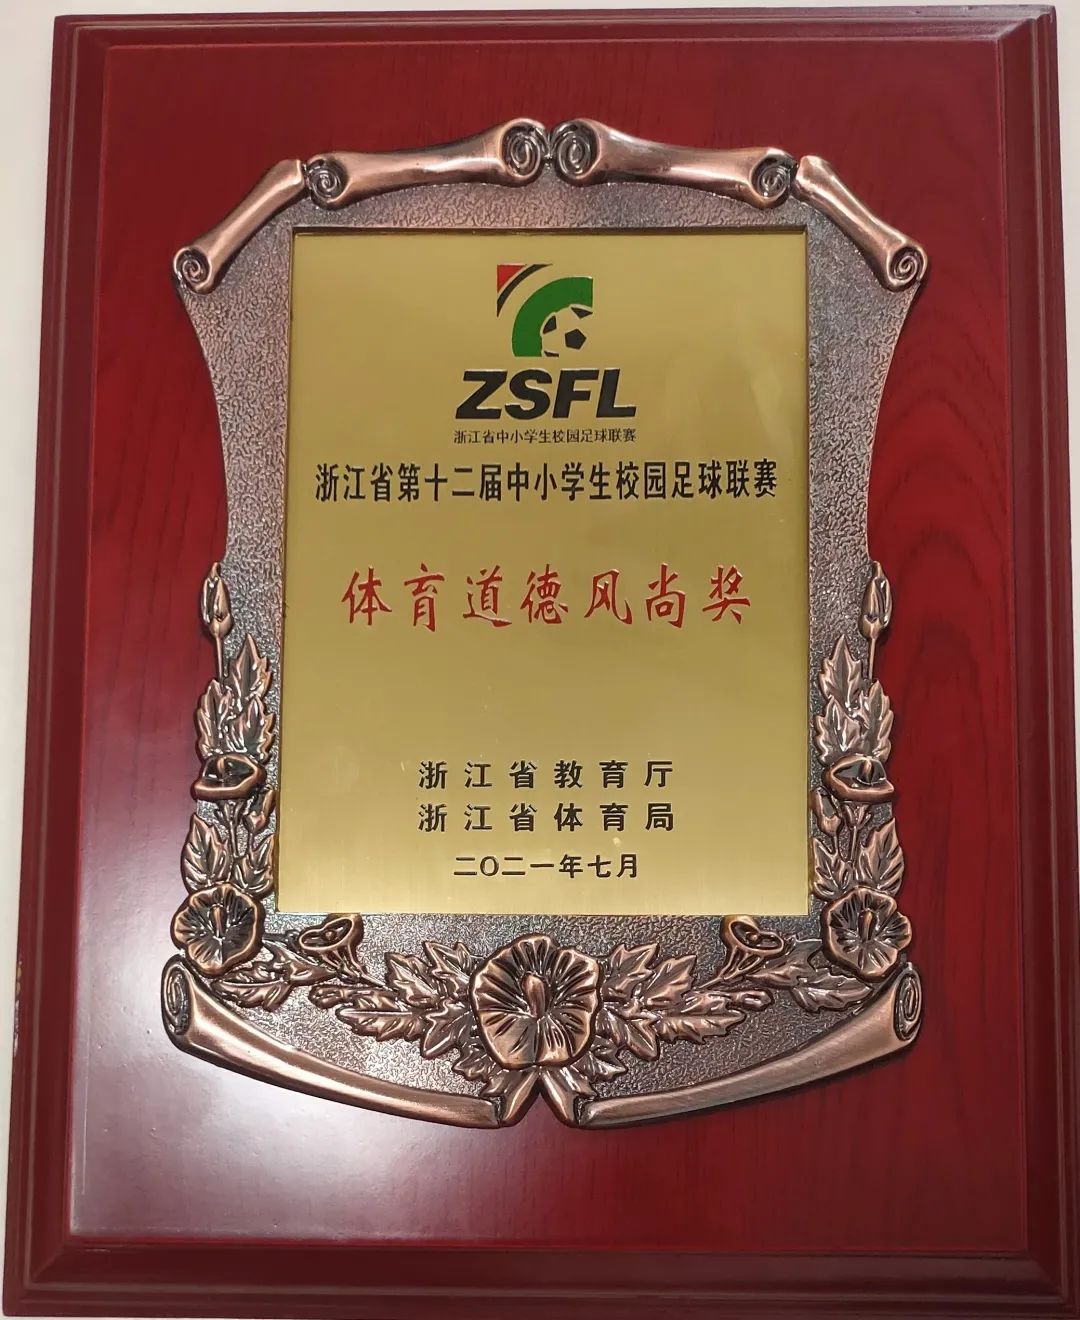 ZSFL
浙江省中小学生校园足球联赛
浙江省第十二届中小学生校园足球联赛
体育道德风尚奖
浙江省教育厅
浙江省体育局
二〇二一年七月